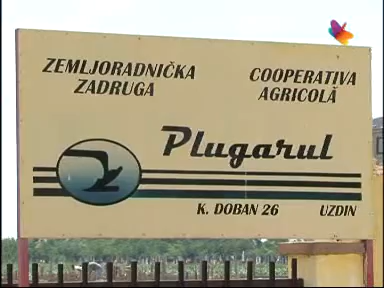 ZEMLJORADNIČKA
ZADRUGA
COOPERATIVA
AGRICOLĂ
Plugarul
K. DOBAN 26 UZDIN